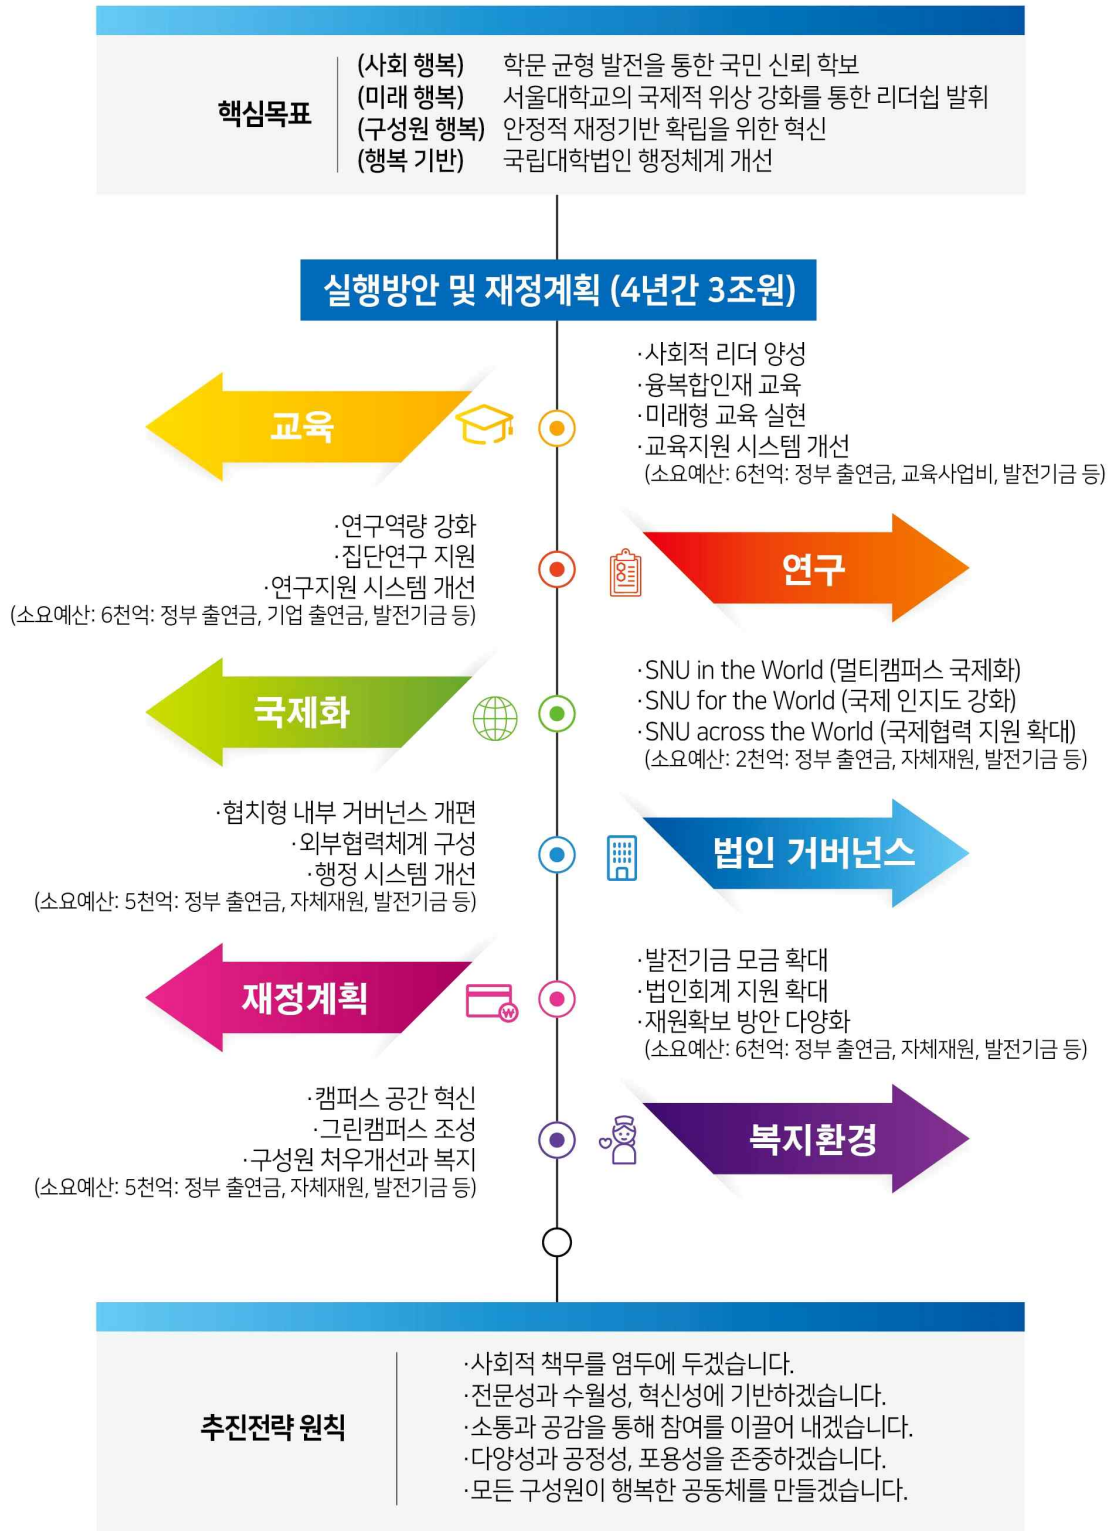 핵심목표
(사회 행복) 학문 균형 발전을 통한 국민 신뢰 학보
(미래 행복) 서울대학교의 국제적 위상 강화를 통한 리더쉽 발휘
(구성원 행복) 안정적 재정기반 확립을 위한 혁신
(행복 기반) 국립대학법인 행정체계 개선
실행방안 및 재정계획 (4년간 3조원)
교육
·사회적 리더 양성
·융복합인재 교육
·미래형 교육 실현
·교육지원 시스템 개선
(소요예산: 6천억: 정부 출연금, 교육사업비, 발전기금 등)
연구
·연구역량 강화
·집단연구 지원
·연구지원 시스템 개선
(소요예산: 6천억: 정부 출연금, 기업 출연금, 발전기금 등)
국제화
·SNU in the World (멀티캠퍼스 국제화)
·SNU for the World (국제 인지도 강화)
·SNU across the World (국제협력 지원 확대)
(소요예산: 2천억: 정부 출연금, 자체재원, 발전기금 등)
법인 거버넌스
·협치형 내부 거버넌스 개편
·외부협력체계 구성
·행정 시스템 개선
(소요예산: 5천억: 정부 출연금, 자체재원, 발전기금 등)
재정계획
·발전기금 모금 확대
·법인회계 지원 확대
·재원확보 방안 다양화
(소요예산: 6천억: 정부 출연금, 자체재원, 발전기금 등)
복지환경
·캠퍼스 공간 혁신
·그린캠퍼스 조성
·구성원 처우개선과 복지
(소요예산: 5천억: 정부 출연금, 자체재원, 발전기금 등)
추진전략 원칙
·사회적 책무를 염두에 두겠습니다.
·전문성과 수월성, 혁신성에 기반하겠습니다.
·소통과 공감을 통해 참여를 이끌어 내겠습니다.
·다양성과 공정성, 포용성을 존중하겠습니다.
·모든 구성원이 행복한 공동체를 만들겠습니다.